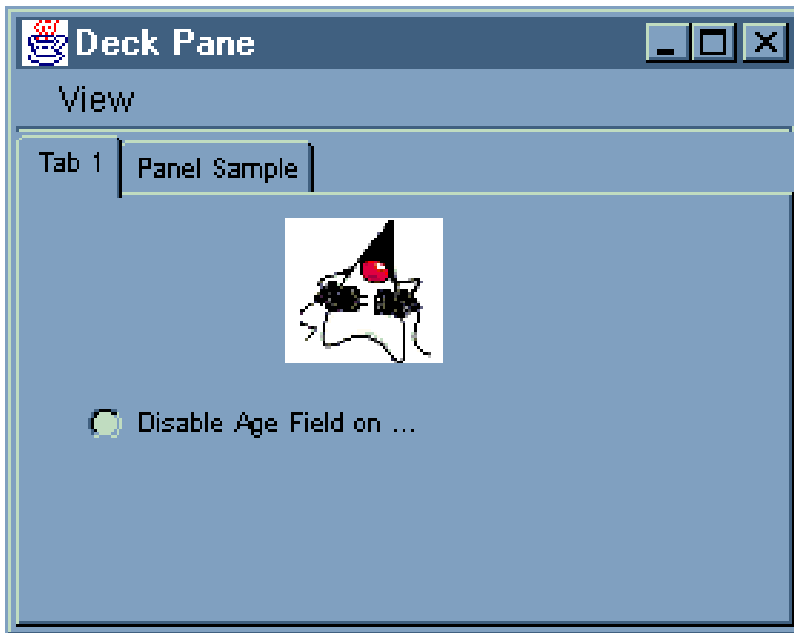 Deck Pane
View
Tab 1
Panel Sample
Disable Age Field on ...